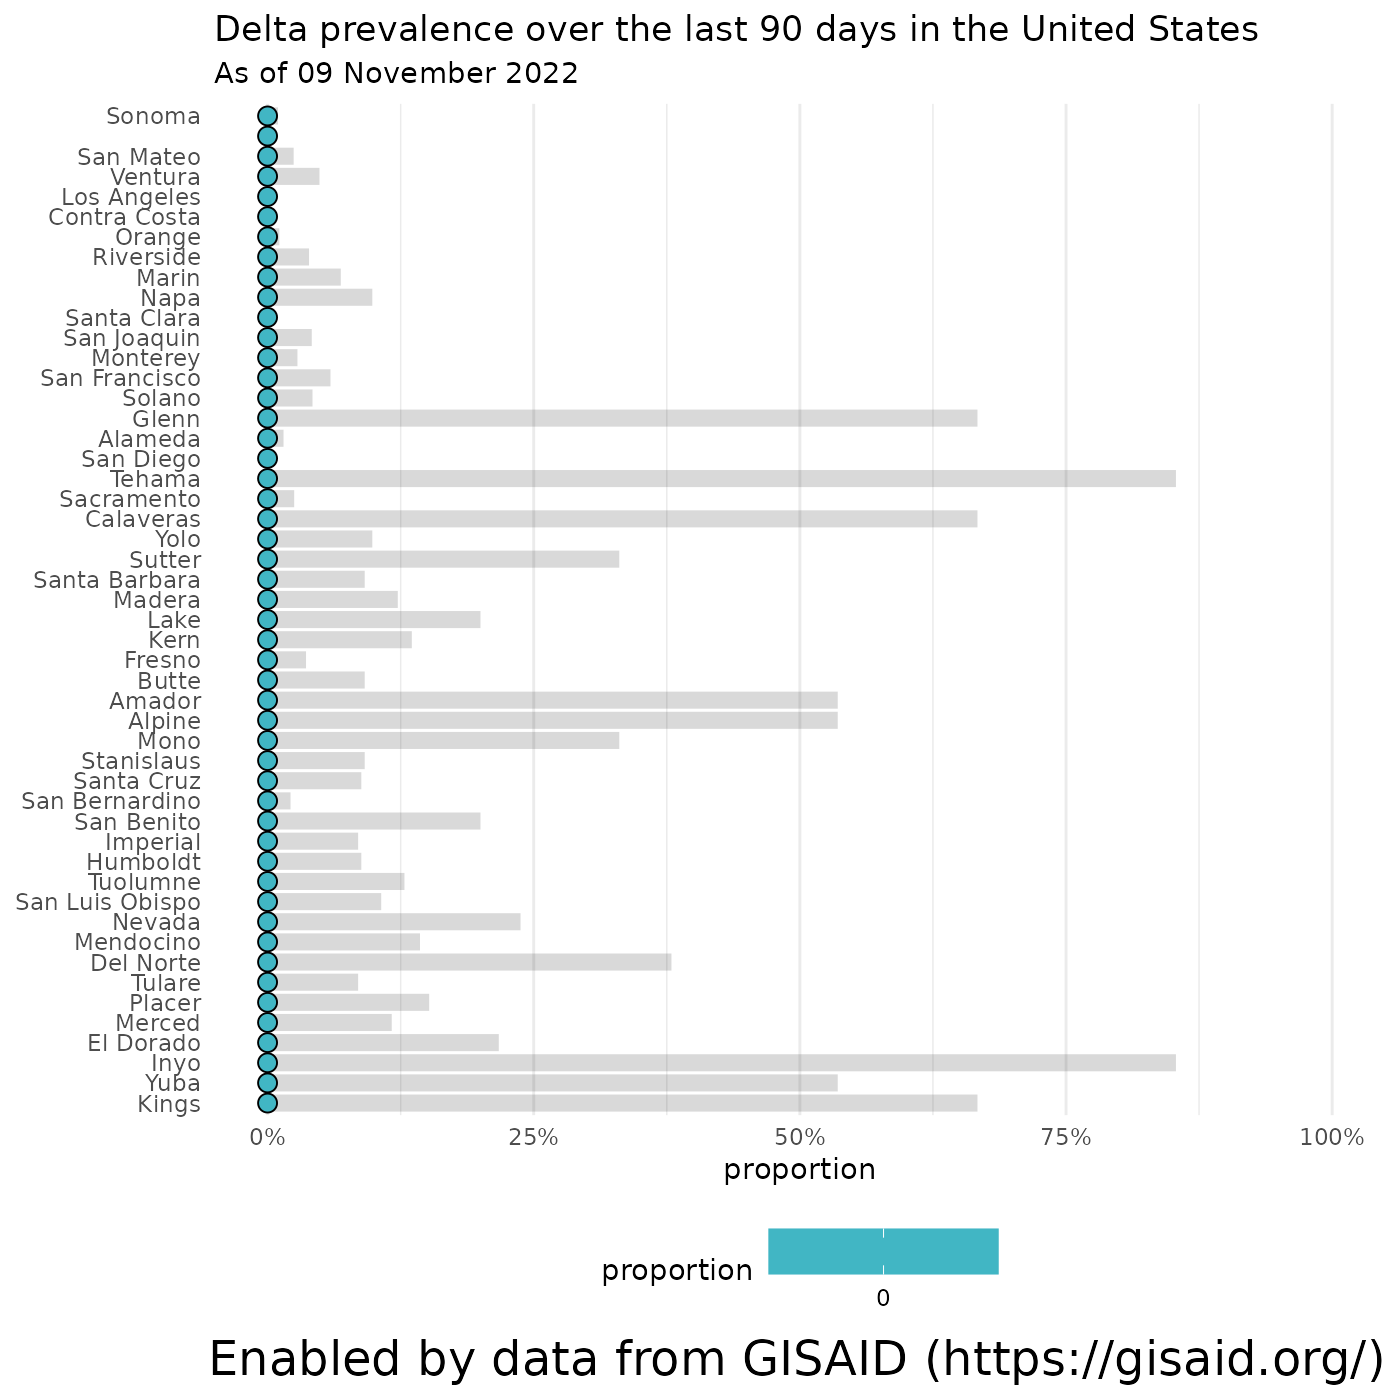 Delta prevalence over the last 90 days in the United States
As of 09 November 2022
Sonoma
San Mateo
Ventura
Los Angeles
Contra Costa
Orange
Riverside
Marin
Napa
Santa Clara
San Joaquin
Monterey
San Francisco
Solano
Glenn
Alameda
San Diego
Tehama
Sacramento
Calaveras
Yolo
Sutter
Santa Barbara
Madera
Lake
Kern
Fresno
Butte
Amador
Alpine
Mono
Stanislaus
Santa Cruz
San Bernardino
San Benito
Imperial
Humboldt
Tuolumne
San Luis Obispo
Nevada
Mendocino
Del Norte
Tulare
Placer
Merced
El Dorado
Inyo
Yuba
Kings
0% 25% 50% 75% 100%
proportion
proportion
0
Enabled by data from GISAID (https://gisaid.org/)